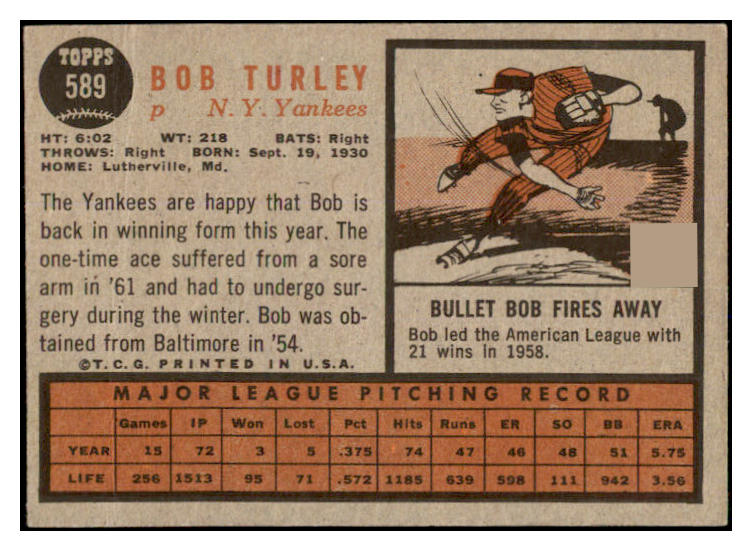 TOPPS
589
BOB TURLEY
p N. Y. Yankees
HT: 6:02 WT: 218 BATS: Right
THROWS: Right BORN: Sept. 19, 1930
HOME: Lutherville, Md.
The Yankees are happy that Bob is
back in winning form this year. The
one-time ace suffered from a sore
arm in '61 and had to undergo sur-
gery during the winter. Bob was ob-
tained from Baltimore in '54.
©T. C. G. PRINTED IN U.S.A.
BULLET BOB FIRES AWAY
Bob led the American League with
21 wins in 1958.
MAJOR LEAGUE PITCHING RECORD
Games IP Won Lost Pct Hits Runs ER SO BB ERA
YEAR 15 72 3 5 .375 74 47 46 48 51 5.75
LIFE 256 1513 95 71 .572 1185 639 598 111 942 3.56